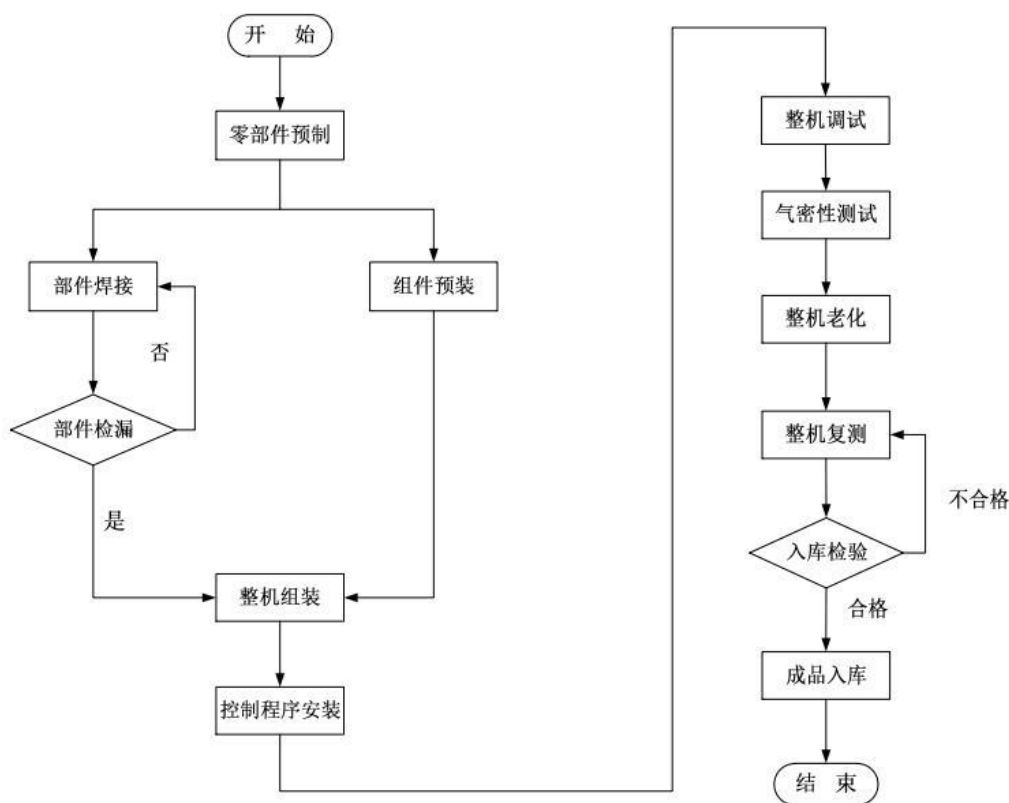 开 始
零部件预制
部件焊接
组件预装
否
部件检漏
是
整机组装
控制程序安装
整机调试
气密性测试
整机老化
整机复测
不合格
入库检验
合格
成品入库
结 束